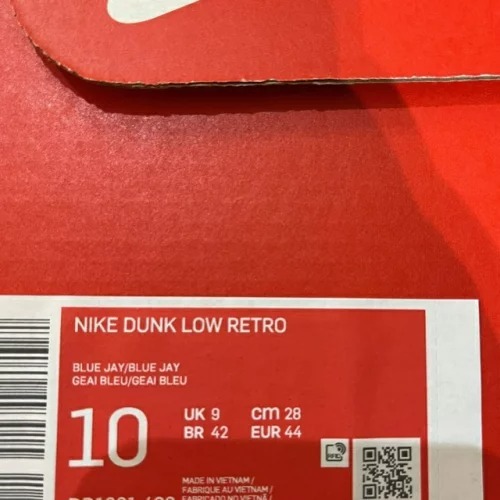 NIKE DUNK LOW RETRO
BLUE JAY/BLUE JAY
GEAI BLEU/GEAI BLEU
10
UK 9 cm 28
BR 42 EUR 44
MADE IN VIETNAM /
FABRIQUE AU VIETNAM /